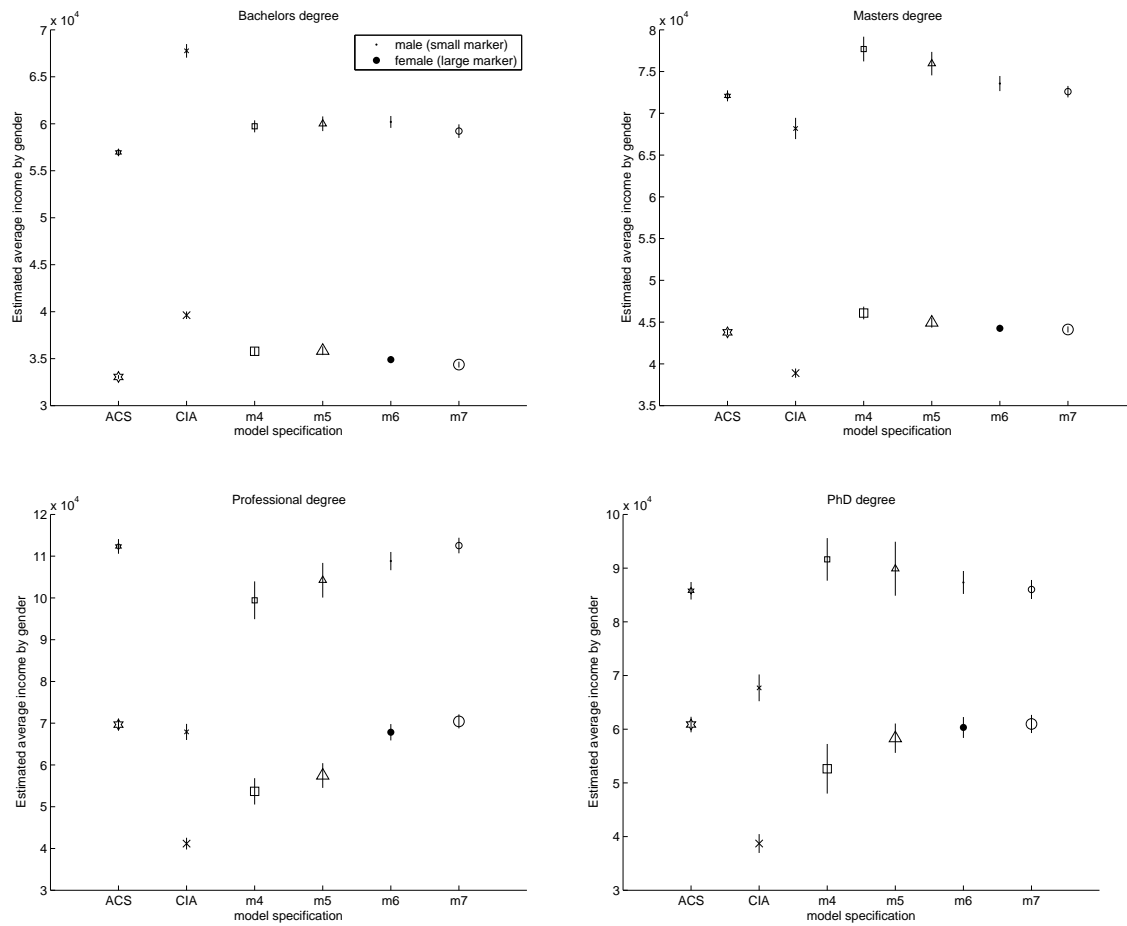 Bachelors degree
x 10^4
7
6.5
6
5.5
5
4.5
4
3.5
3
Estimated average income by gender
male (small marker)
female (large marker)
ACS CIA m4 m5 m6 m7
model specification
Masters degree
x 10^4
8
7.5
7
6.5
6
5.5
5
4.5
4
3.5
Estimated average income by gender
ACS CIA m4 m5 m6 m7
model specification
Professional degree
x 10^4
12
11
10
9
8
7
6
5
4
3
Estimated average income by gender
ACS CIA m4 m5 m6 m7
model specification
PhD degree
x 10^4
10
9
8
7
6
5
4
3
Estimated average income by gender
ACS CIA m4 m5 m6 m7
model specification